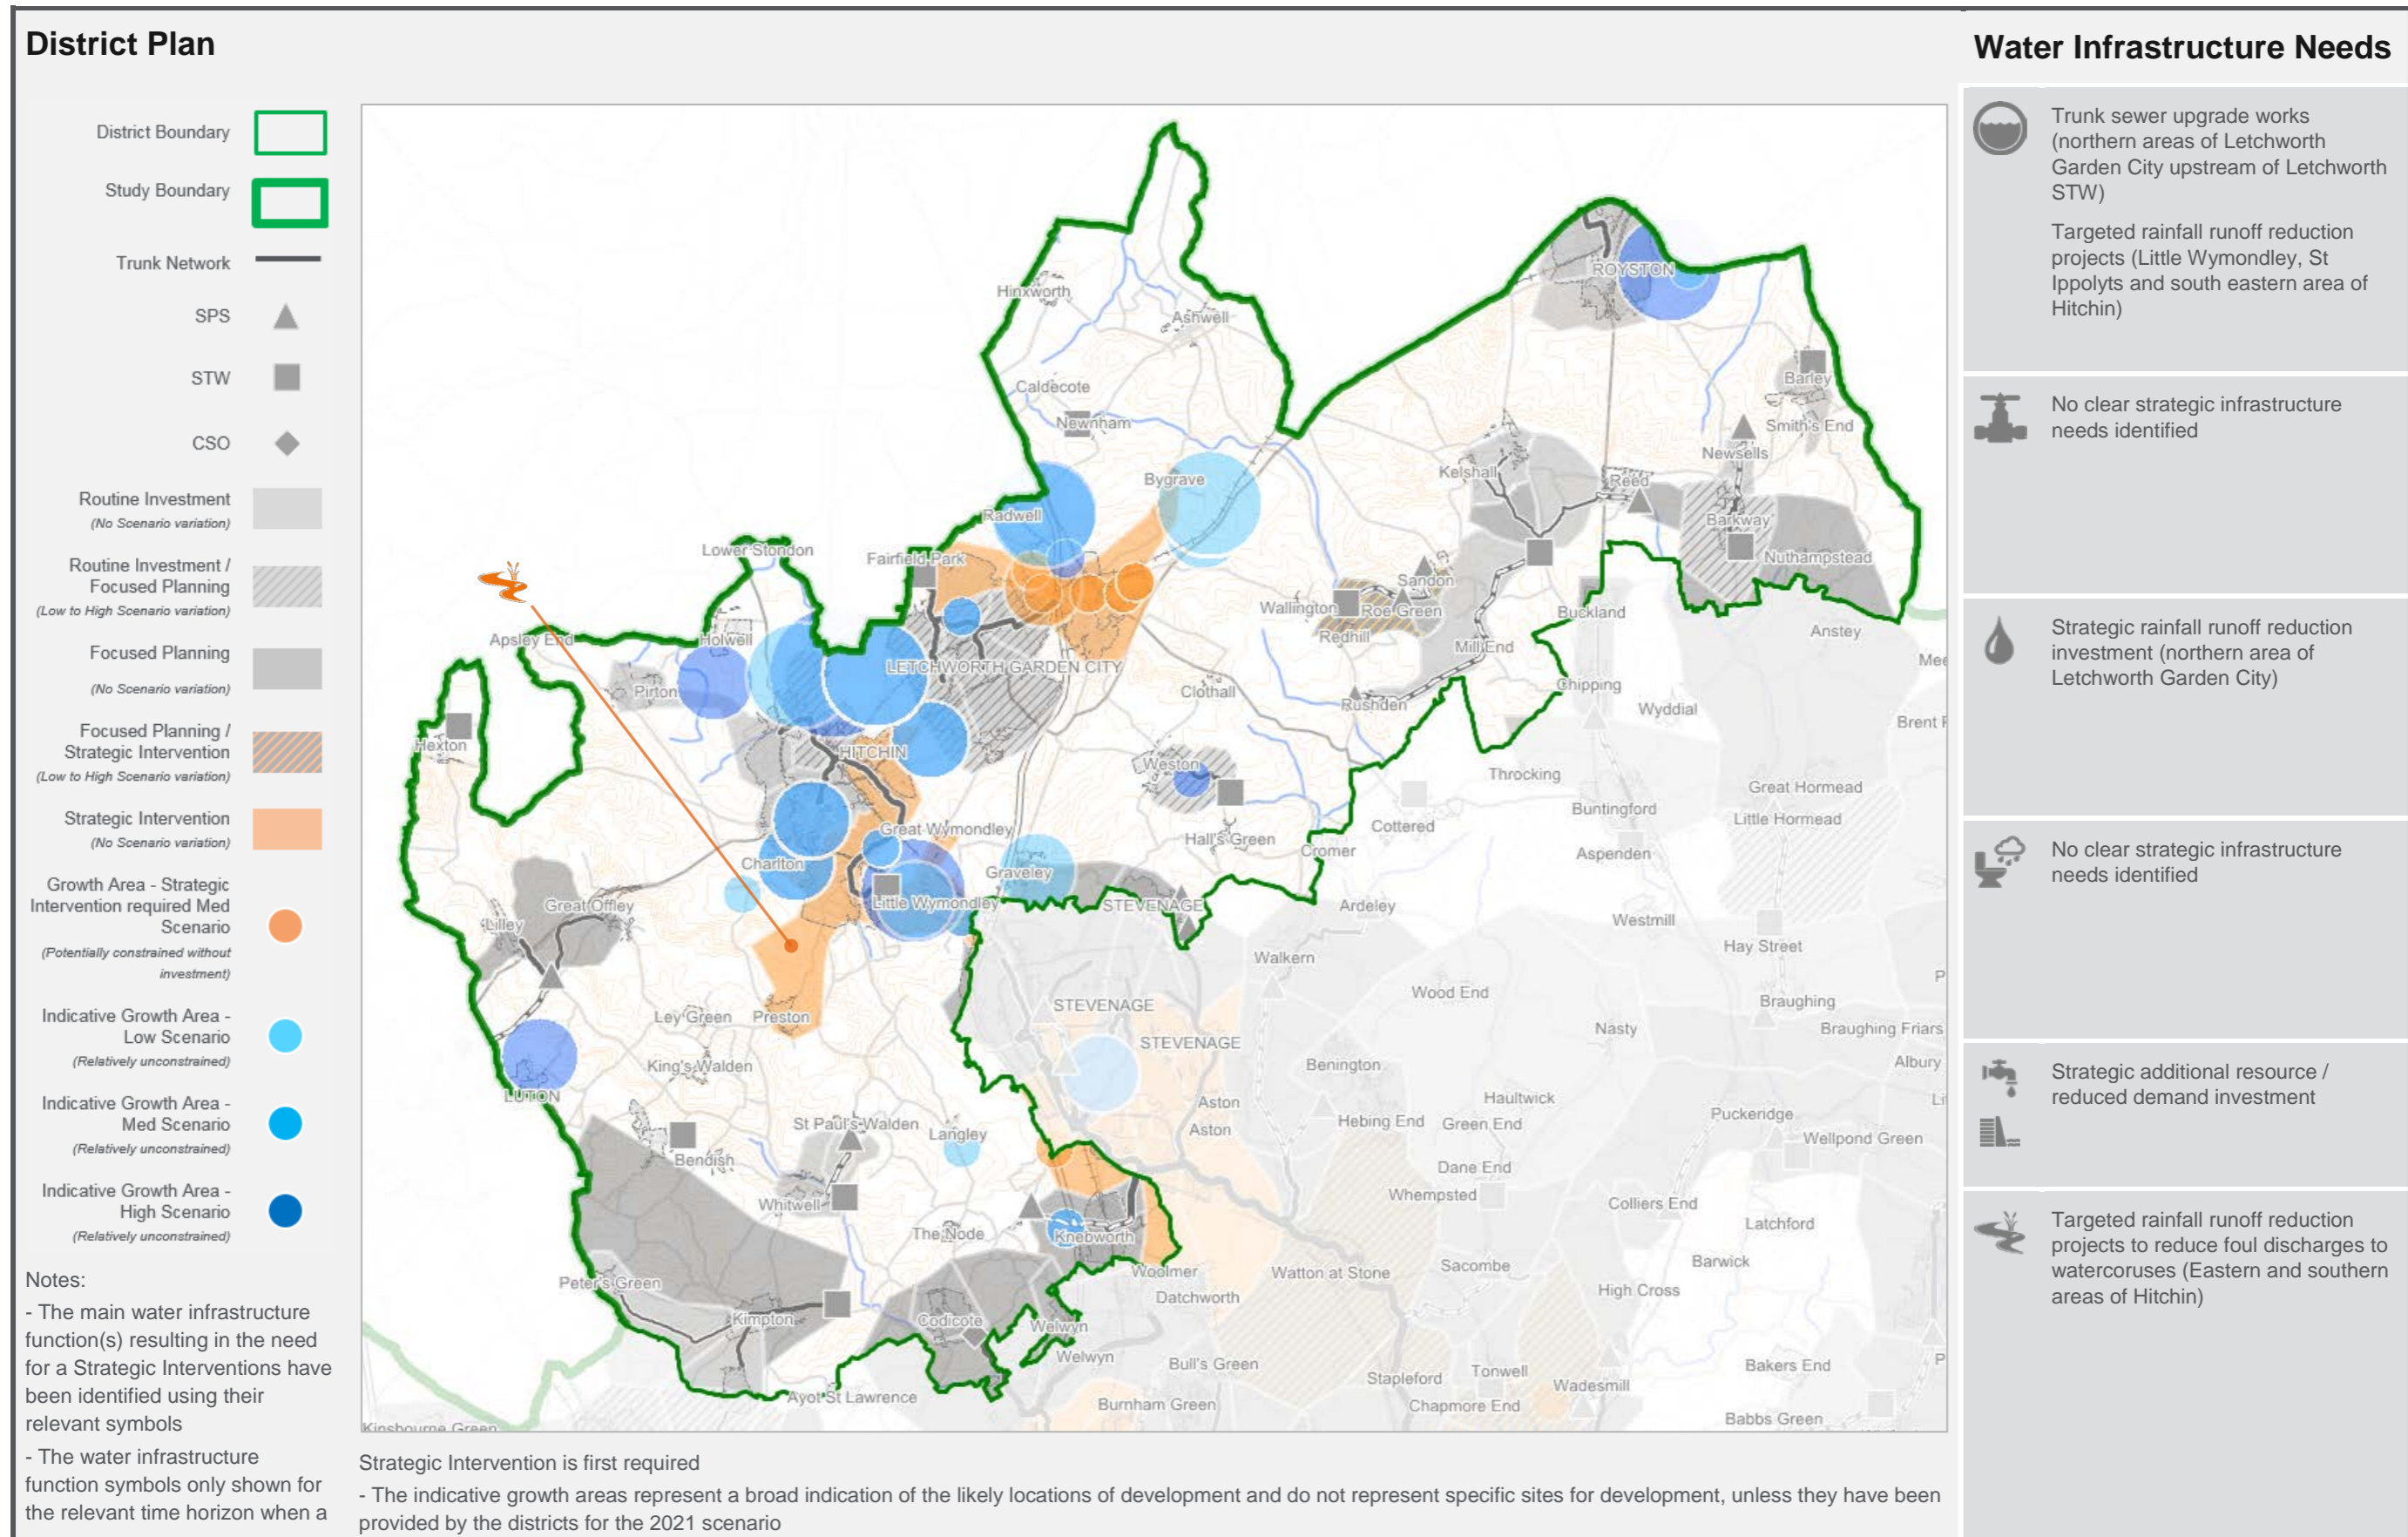 District Plan
District Boundary
Study Boundary
Trunk Network
SPS
STW
CSO
Routine Investment
(No Scenario variation)
Routine Investment /
Focused Planning
(Low to High Scenario variation)
Focused Planning
(No Scenario variation)
Focused Planning /
Strategic Intervention
(Low to High Scenario variation)
Strategic Intervention
(No Scenario variation)
Growth Area - Strategic
Intervention required Med
Scenario
(Potentially constrained without
investment)
Indicative Growth Area -
Low Scenario
(Relatively unconstrained)
Indicative Growth Area -
Med Scenario
(Relatively unconstrained)
Indicative Growth Area -
High Scenario
(Relatively unconstrained)
Notes:
- The main water infrastructure
function(s) resulting in the need
for a Strategic Interventions have
been identified using their
relevant symbols
- The water infrastructure
function symbols only shown for
the relevant time horizon when a
Strategic Intervention is first required
- The indicative growth areas represent a broad indication of the likely locations of development and do not represent specific sites for development, unless they have been
provided by the districts for the 2021 scenario
Hinxworth
Ashwell
ROYSTON
Caldecote
Newnham
Barley
Smith's End
Newsells
Kelshall
Reed
Bygrave
Radwell
Barkway
Nuthampstead
Lower Stondon
Fairfield Park
Sandon
Wallington
Roe Green
Redhill
Buckland
Anstey
Apsley End
Holwell
Mill End
Mee
LETCHWORTH GARDEN CITY
Pirton
Clothall
Chipping
Rushden
Wyddial
Brent P
Hexton
HITCHIN
Weston
Throcking
Great Hormead
Buntingford
Little Hormead
Great Wymondley
Hall's Green
Cottered
Cromer
Aspenden
Charlton
Graveley
Great Offley
Little Wymondley
STEVENAGE
Ardeley
Lilley
Westmill
Hay Street
Walkern
P
Wood End
STEVENAGE
Braughing
Ley Green
Preston
Nasty
Braughing Friars
STEVENAGE
King's Walden
Benington
Albury
LUTON
Aston
Haultwick
Puckeridge
Li
St Paul's Walden
Langley
Aston
Hebing End
Green End
Wellpond Green
Bendish
Dane End
Whempsted
Whitwell
Colliers End
Latchford
The Node
Knebworth
Barwick
Woolmer
Watton at Stone
Sacombe
Peter's Green
Datchworth
High Cross
Kimpton
Codicote
Welwyn
Welwyn
Bull's Green
Bakers End
P
Tonwell
Stapleford
Wadesmill
Ayot St Lawrence
Burnham Green
Chapmore End
Babbs Green
Kinsbourne Green
Water Infrastructure Needs
Trunk sewer upgrade works
(northern areas of Letchworth
Garden City upstream of Letchworth
STW)
Targeted rainfall runoff reduction
projects (Little Wymondley, St
Ippolyts and south eastern area of
Hitchin)
No clear strategic infrastructure
needs identified
Strategic rainfall runoff reduction
investment (northern area of
Letchworth Garden City)
No clear strategic infrastructure
needs identified
Strategic additional resource /
reduced demand investment
Targeted rainfall runoff reduction
projects to reduce foul discharges to
watercoruses (Eastern and southern
areas of Hitchin)